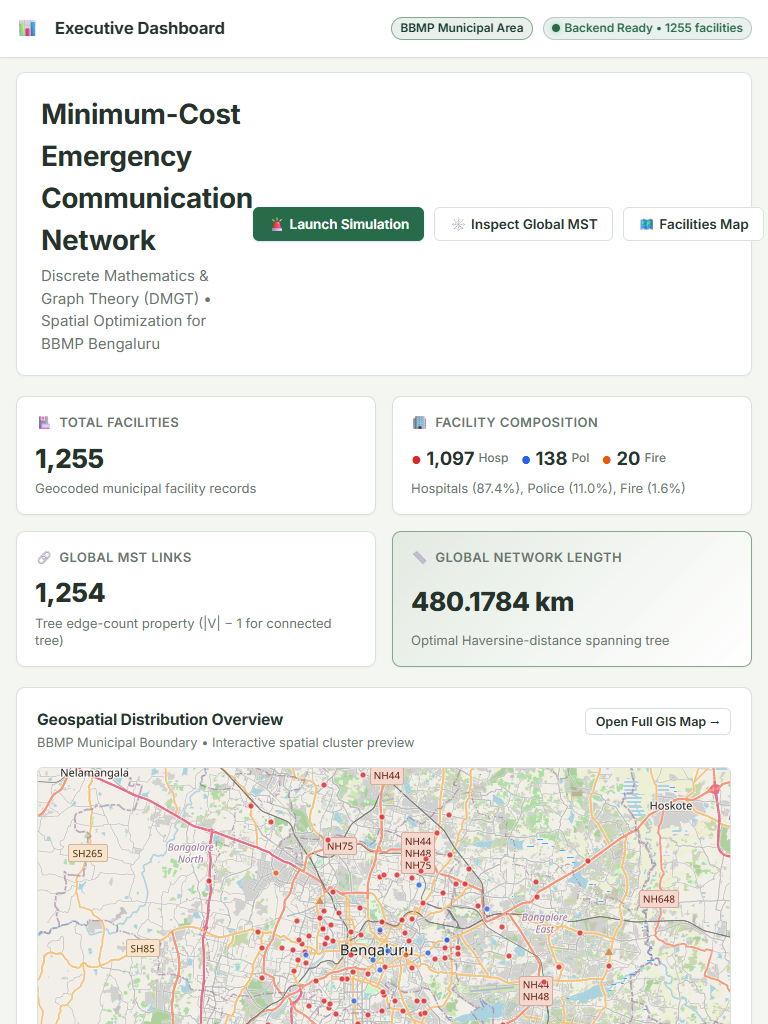 Executive Dashboard
BBMP Municipal Area
Backend Ready • 1255 facilities
Minimum-Cost
Emergency
Communication
Network
Discrete Mathematics &
Graph Theory (DMGT) •
Spatial Optimization for
BBMP Bengaluru
Launch Simulation
Inspect Global MST
Facilities Map
TOTAL FACILITIES
1,255
Geocoded municipal facility records
FACILITY COMPOSITION
1,097 Hosp 138 Pol 20 Fire
Hospitals (87.4%), Police (11.0%), Fire (1.6%)
GLOBAL MST LINKS
1,254
Tree edge-count property (|V| − 1 for connected
tree)
GLOBAL NETWORK LENGTH
480.1784 km
Optimal Haversine-distance spanning tree
Geospatial Distribution Overview
BBMP Municipal Boundary • Interactive spatial cluster preview
Open Full GIS Map →
Nelamangala
NH44
Hoskote
SH265
Bangalore
North
NH75
NH44
NH48
NH75
NH648
Bangalore
East
SH85
Bengaluru
NH44
NH48